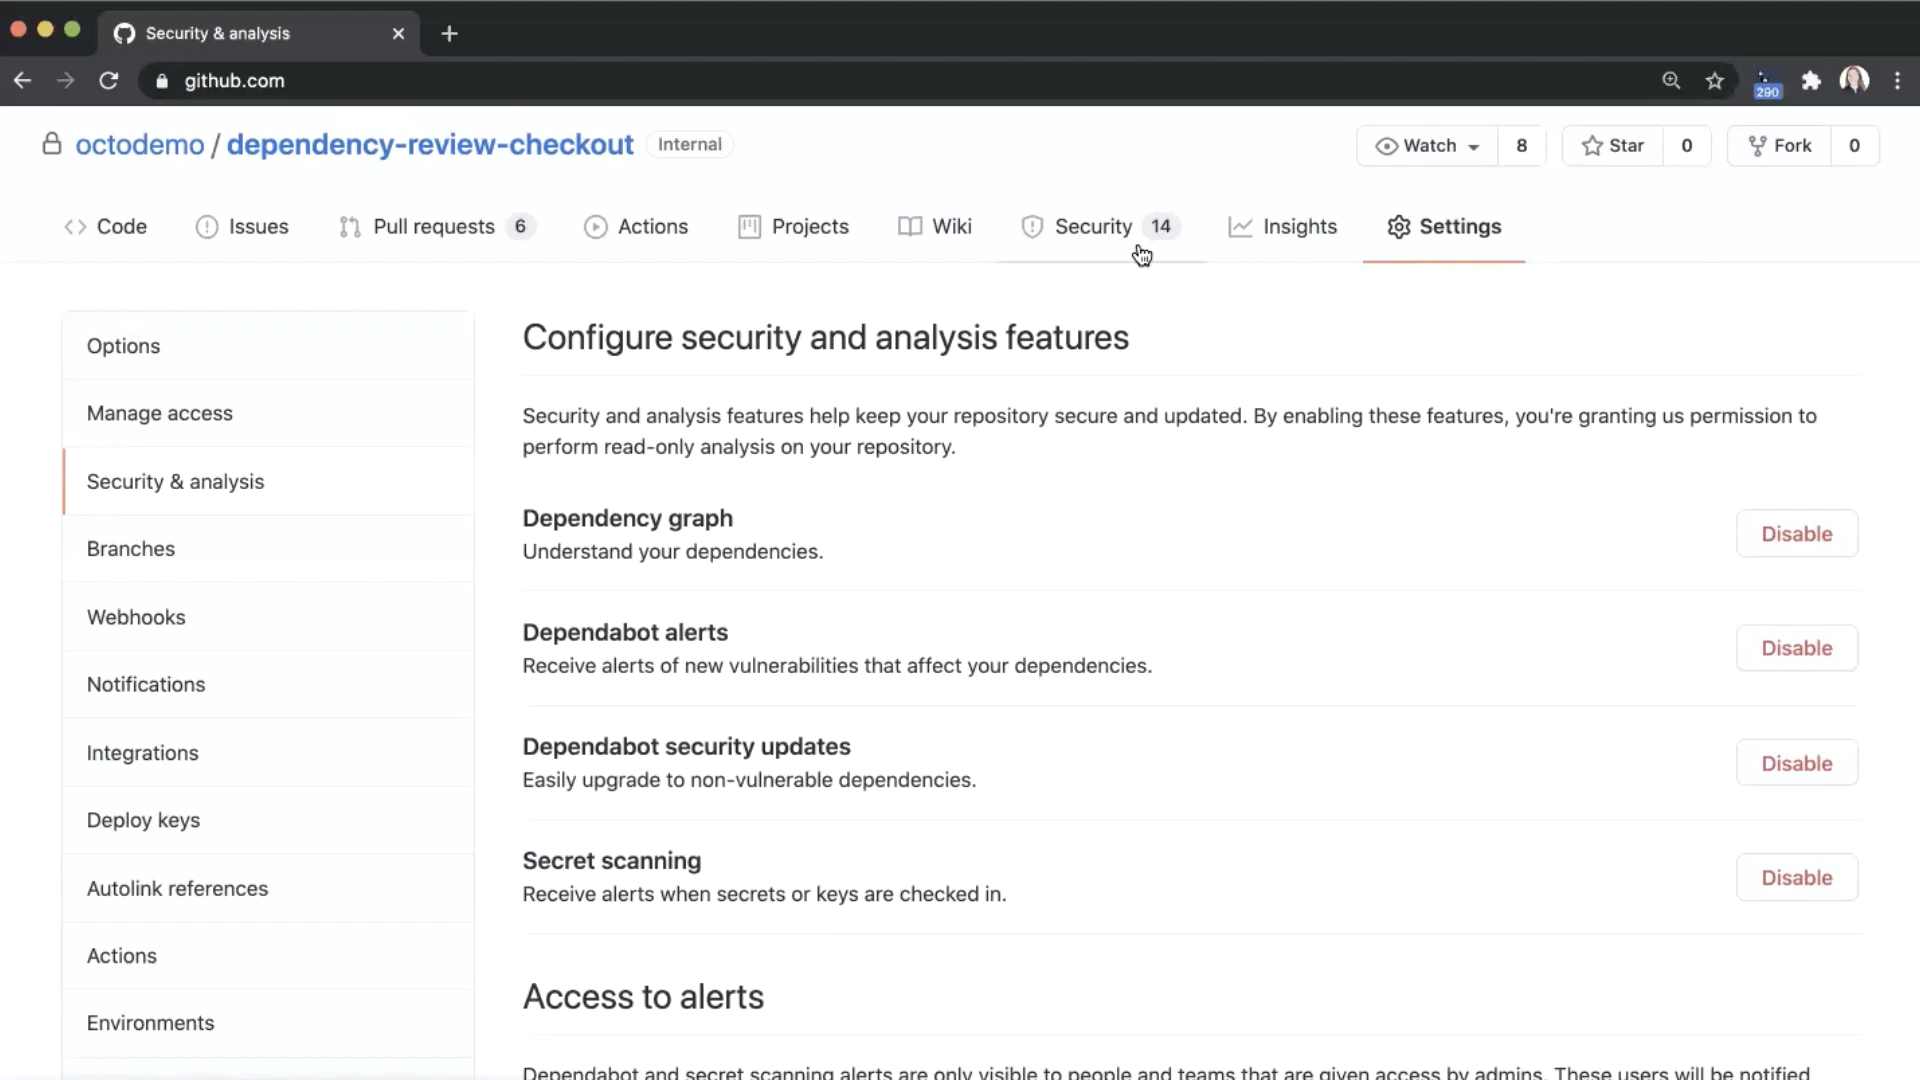 Security & analysis
github.com
290
octodemo / dependency-review-checkout Internal
Watch 8 Star 0 Fork 0
Code Issues Pull requests 6 Actions Projects Wiki Security 14 Insights Settings
Options
Manage access
Security & analysis
Branches
Webhooks
Notifications
Integrations
Deploy keys
Autolink references
Actions
Environments
Configure security and analysis features
Security and analysis features help keep your repository secure and updated. By enabling these features, you're granting us permission to
perform read-only analysis on your repository.
Dependency graph
Understand your dependencies.
Disable
Dependabot alerts
Receive alerts of new vulnerabilities that affect your dependencies.
Disable
Dependabot security updates
Easily upgrade to non-vulnerable dependencies.
Disable
Secret scanning
Receive alerts when secrets or keys are checked in.
Disable
Access to alerts
Dependabot and secret scanning alerts are only visible to people and teams that are given access by admins. These users will be notified